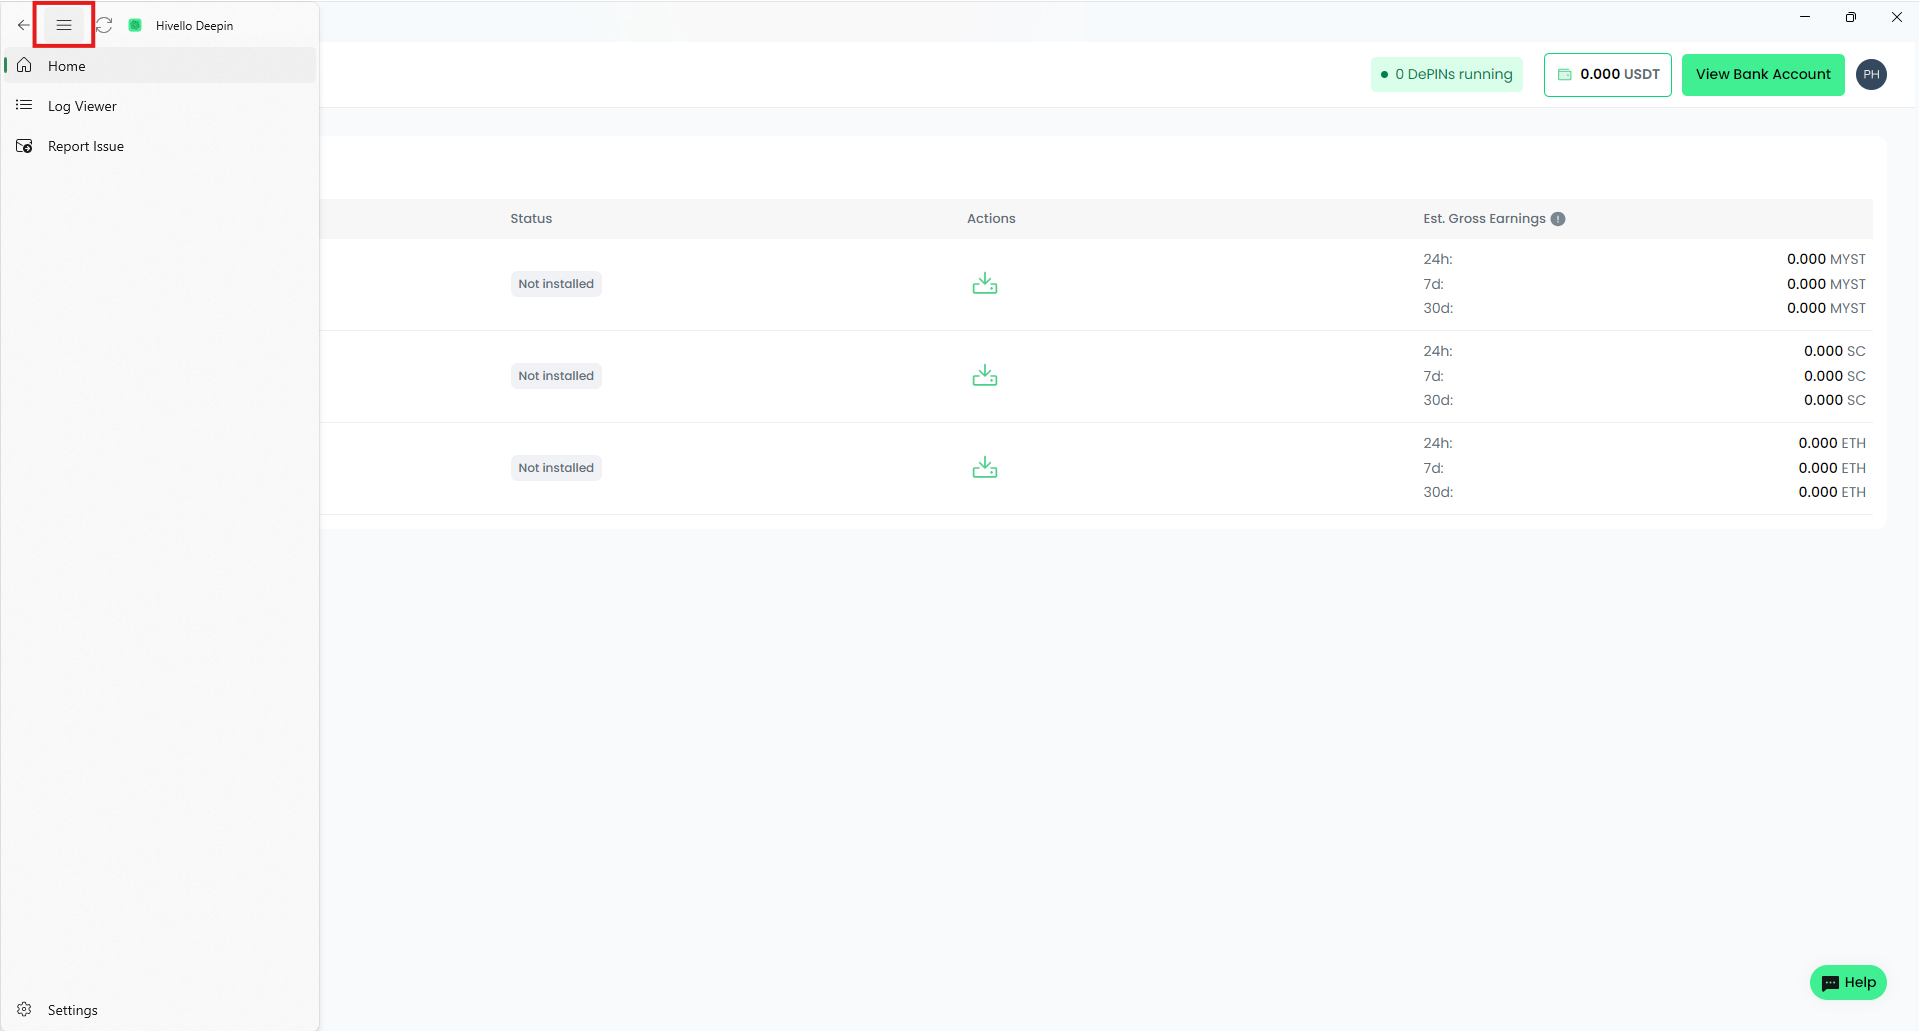 Hivello Deepin
Home
Log Viewer
Report Issue
Settings
0 DePINs running
0.000 USDT
View Bank Account
PH
Status Actions Est. Gross Earnings
Not installed
24h: 0.000 MYST
7d: 0.000 MYST
30d: 0.000 MYST
Not installed
24h: 0.000 SC
7d: 0.000 SC
30d: 0.000 SC
Not installed
24h: 0.000 ETH
7d: 0.000 ETH
30d: 0.000 ETH
Help